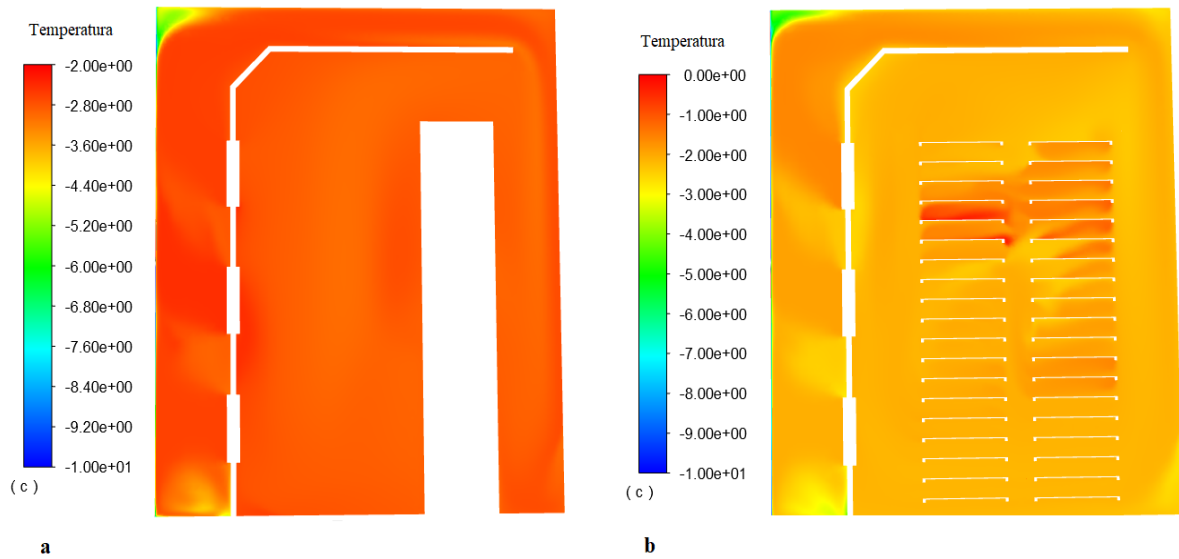 Temperatura
-2.00e+00
-2.80e+00
-3.60e+00
-4.40e+00
-5.20e+00
-6.00e+00
-6.80e+00
-7.60e+00
-8.40e+00
-9.20e+00
-1.00e+01
( c )
a
Temperatura
0.00e+00
-1.00e+00
-2.00e+00
-3.00e+00
-4.00e+00
-5.00e+00
-6.00e+00
-7.00e+00
-8.00e+00
-9.00e+00
-1.00e+01
( c )
b